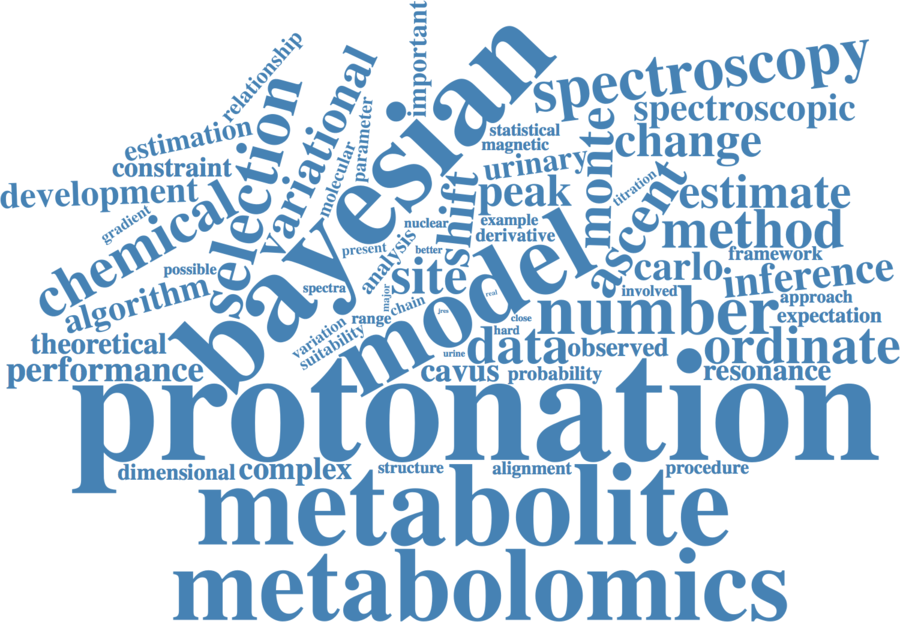 important
relationship
bayesian
spectroscopy
selection
variational
estimation
parameter
spectroscopic
constraint
molecular
statistical
magnetic
monte
change
development
chemical
urinary
shift
peak
titration
ascent
estimate
gradient
nuclear
example
derivative
method
possible
present
analysis
better
site
carlo
framework
inference
algorithm
spectra
major
chain
real
model
involved
approach
theoretical
variation
suitability
range
jres
close
hard
number
expectation
performance
urine
data
observed
ordinate
cavus
probability
resonance
protonation
dimensional
complex
structure
alignment
procedure
metabolite
metabolomics